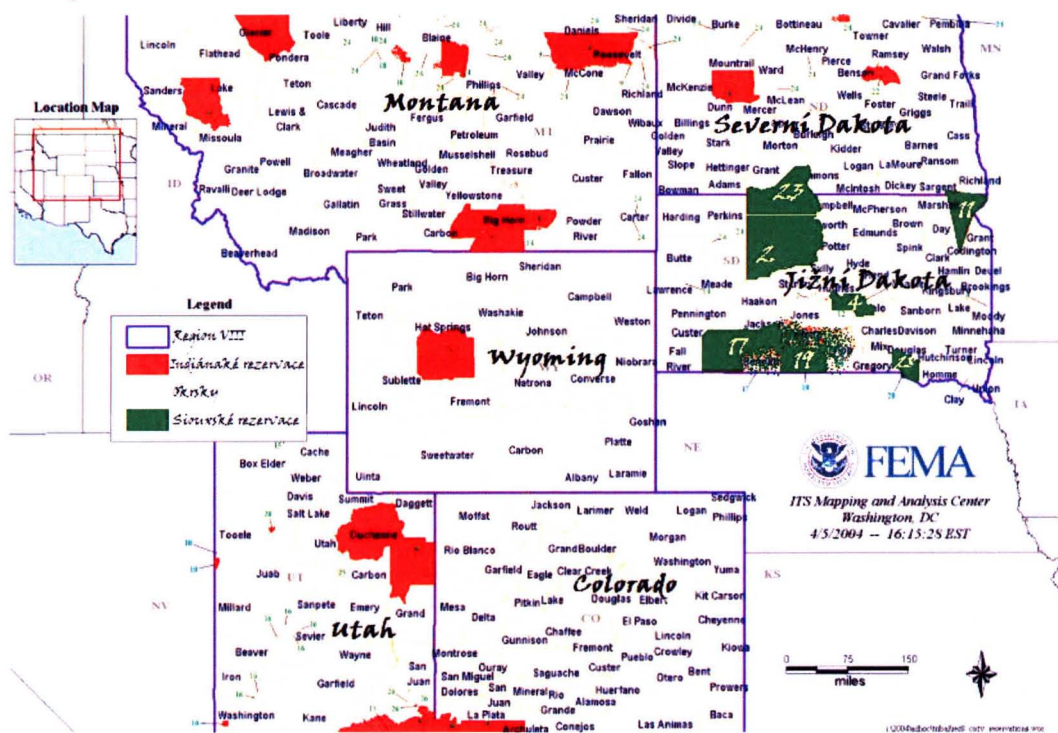 Liberty Hill Blaine Daniels Sheridan Divide Burke Bottineau Cavalier Pembina
Glacier Toole Towner MN
Lincoln Flathead Pondera Phillips Valley Roosevelt McCone Mountrail Ward McHenry Pierce Ramsey Walsh
Sanders Lake Teton Richland McKenzie Benson Grand Forks
Location Map
Cascade Montana Garfield Dawson Dunn Mercer McLean ND Wells Foster Steele Traill
Mineral Missoula Lewis & Clark Fergus MT Wibaux Billings Severní Dakota Griggs
Judith Basin Petroleum Prairie Golden Valley Stark Morton Burleigh Kidder Barnes Cass
Powell Meagher Wheatland Musselshell Rosebud Slope Hettinger Grant Logan LaMoure Ransom
Granite Broadwater Golden Valley Treasure Custer Fallon Bowman Adams McIntosh Dickey Sargent Richland
ID Ravalli Deer Lodge Sweet Grass Yellowstone 23
Gallatin Stillwater Big Horn Powder River Carter Harding Perkins McPherson Marshall 11
Madison Park Carbon Brown Day Edmunds Grant
Beaverhead 2. Potter Spink Clark Codington
Butte SD Hyde Hamlin Deuel
Sheridan
Big Horn Meade Lawrence Jižní Dakota Kingsbury Brookings
Park Campbell Haakon 4 Sanborn Lake Moody
Legend
Teton Washakie Weston Pennington Jones Charles Davison Minnehaha
Region VIII
Hot Springs Johnson Custer Jacks Douglas Turner
Indiánské rezervace
Wyoming Niobrara Fall River 17 19 Gregory 25 Hutchinson Lincoln
OR Okrsky
Sublette Natrona Converse Homme Union
Siouxské rezervace
Lincoln Fremont Clay IA
Goshen
Platte NE
Sweetwater Carbon
Uinta Albany Laramie
FEMA
ITS Mapping and Analysis Center
Washington, DC
4/5/2004 -- 16:15:28 EST
Cache
Box Elder Weber
Davis Summit Daggett
Salt Lake
Tooele Utah Duchesne
Juab UT Carbon
NV Millard Sanpete Emery Grand
Utah
Sevier
Beaver Wayne
Iron Garfield San Juan
Washington Kane
Jackson Larimer Weld Logan Sedgwick
Moffat Routt Phillips
Morgan
Rio Blanco Grand Boulder Washington
Garfield Eagle Clear Creek Yuma KS
Colorado
Mesa Pitkin Lake Douglas Elbert Kit Carson
Delta CO El Paso Cheyenne
Chaffee
Gunnison Lincoln
Montrose Fremont Pueblo Crowley Kiowa
Ouray
San Miguel Saguache Custer Otero Bent
Dolores San Juan Mineral Rio Grande Huerfano Prowers
Alamosa
La Plata Archuleta Conejos Las Animas Baca
0 75 150
miles